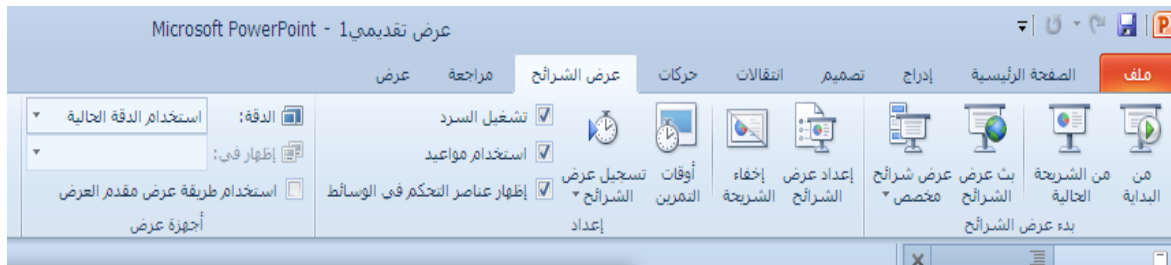 عرض تقديمي1 - Microsoft PowerPoint
ملف الصفحة الرئيسية إدراج تصميم انتقالات حركات عرض الشرائح مراجعة عرض
من البداية
من الشريحة الحالية
بث عرض الشرائح
عرض شرائح مخصص
بدء عرض الشرائح
إعداد عرض الشرائح
إخفاء الشريحة
أوقات التمرين
تسجيل عرض الشرائح
تشغيل السرد
استخدام مواعيد
إظهار عناصر التحكم في الوسائط
إعداد
الدقة: استخدام الدقة الحالية
إظهار في:
استخدام طريقة عرض مقدم العرض
أجهزة عرض